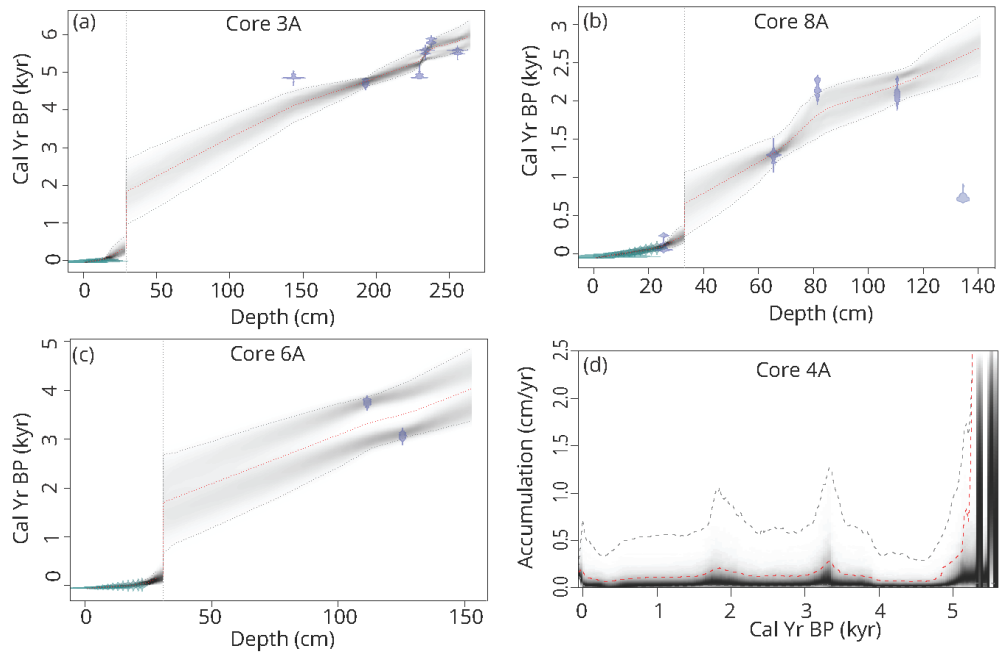 (a)
Core 3A
Cal Yr BP (kyr)
0 1 2 3 4 5 6
0 50 100 150 200 250
Depth (cm)
(b)
Core 8A
Cal Yr BP (kyr)
0 0.5 1 1.5 2 2.5 3
0 20 40 60 80 100 120 140
Depth (cm)
(c)
Core 6A
Cal Yr BP (kyr)
0 1 2 3 4 5
0 50 100 150
Depth (cm)
(d)
Core 4A
Accumulation (cm/yr)
0.0 0.5 1.0 1.5 2.0 2.5
0 1 2 3 4 5
Cal Yr BP (kyr)